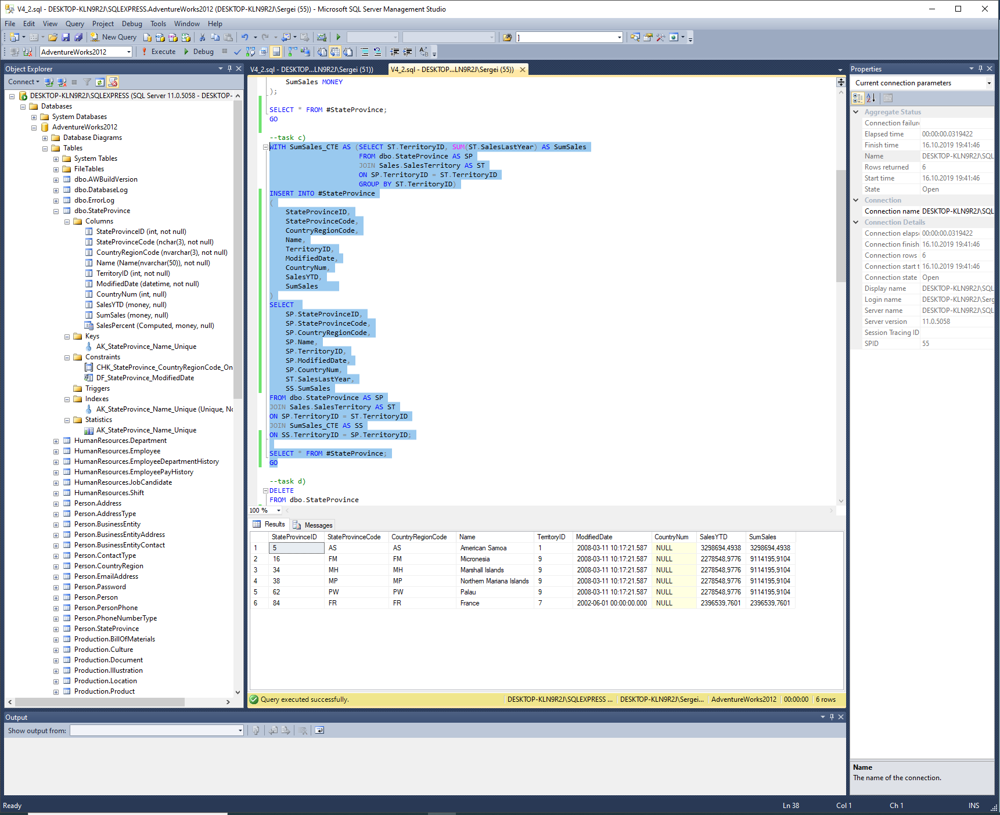 V4_2.sql - DESKTOP-KLN9R2J\SQLEXPRESS.AdventureWorks2012 (DESKTOP-KLN9R2J\Sergei (55)) - Microsoft SQL Server Management Studio
File Edit View Query Project Debug Tools Window Help
New Query ]
AdventureWorks2012 Execute Debug
Object Explorer
Connect
DESKTOP-KLN9R2J\SQLEXPRESS (SQL Server 11.0.5058 - DESKTOP-
Databases
System Databases
AdventureWorks2012
Database Diagrams
Tables
System Tables
FileTables
dbo.AWBuildVersion
dbo.DatabaseLog
dbo.ErrorLog
dbo.StateProvince
Columns
StateProvinceID (int, not null)
StateProvinceCode (nchar(3), not null)
CountryRegionCode (nvarchar(3), not null)
Name (Name(nvarchar(50)), not null)
TerritoryID (int, not null)
ModifiedDate (datetime, not null)
CountryNum (int, null)
SalesYTD (money, null)
SumSales (money, null)
SalesPercent (Computed, money, null)
Keys
AK_StateProvince_Name_Unique
Constraints
CHK_StateProvince_CountryRegionCode_On
DF_StateProvince_ModifiedDate
Triggers
Indexes
AK_StateProvince_Name_Unique (Unique, No
Statistics
AK_StateProvince_Name_Unique
HumanResources.Department
HumanResources.Employee
HumanResources.EmployeeDepartmentHistory
HumanResources.EmployeePayHistory
HumanResources.JobCandidate
HumanResources.Shift
Person.Address
Person.AddressType
Person.BusinessEntity
Person.BusinessEntityAddress
Person.BusinessEntityContact
Person.ContactType
Person.CountryRegion
Person.EmailAddress
Person.Password
Person.Person
Person.PersonPhone
Person.PhoneNumberType
Person.StateProvince
Production.BillOfMaterials
Production.Culture
Production.Document
Production.Illustration
Production.Location
Production.Product
V4_2.sql - DESKTOP...LN9R2J\Sergei (51)) V4_2.sql - DESKTOP...LN9R2J\Sergei (55))
SumSales MONEY
);
SELECT * FROM #StateProvince;
GO
--task c)
WITH SumSales_CTE AS (SELECT ST.TerritoryID, SUM(ST.SalesLastYear) AS SumSales
FROM dbo.StateProvince AS SP
JOIN Sales.SalesTerritory AS ST
ON SP.TerritoryID = ST.TerritoryID
GROUP BY ST.TerritoryID)
INSERT INTO #StateProvince
(
StateProvinceID,
StateProvinceCode,
CountryRegionCode,
Name,
TerritoryID,
ModifiedDate,
CountryNum,
SalesYTD,
SumSales
)
SELECT
SP.StateProvinceID,
SP.StateProvinceCode,
SP.CountryRegionCode,
SP.Name,
SP.TerritoryID,
SP.ModifiedDate,
SP.CountryNum,
ST.SalesLastYear,
SS.SumSales
FROM dbo.StateProvince AS SP
JOIN Sales.SalesTerritory AS ST
ON SP.TerritoryID = ST.TerritoryID
JOIN SumSales_CTE AS SS
ON SS.TerritoryID = SP.TerritoryID;
SELECT * FROM #StateProvince;
GO
--task d)
DELETE
FROM dbo.StateProvince
100 %
Results Messages
StateProvinceID StateProvinceCode CountryRegionCode Name TerritoryID ModifiedDate CountryNum SalesYTD SumSales
1 5 AS AS American Samoa 1 2008-03-11 10:17:21.587 NULL 3298694,4938 3298694,4938
2 16 FM FM Micronesia 9 2008-03-11 10:17:21.587 NULL 2278548,9776 9114195,9104
3 34 MH MH Marshall Islands 9 2008-03-11 10:17:21.587 NULL 2278548,9776 9114195,9104
4 38 MP MP Northern Mariana Islands 9 2008-03-11 10:17:21.587 NULL 2278548,9776 9114195,9104
5 62 PW PW Palau 9 2008-03-11 10:17:21.587 NULL 2278548,9776 9114195,9104
6 84 FR FR France 7 2002-06-01 00:00:00.000 NULL 2396539,7601 2396539,7601
Query executed successfully. DESKTOP-KLN9R2J\SQLEXPRESS ... DESKTOP-KLN9R2J\Sergei... AdventureWorks2012 00:00:00 6 rows
Properties
Current connection parameters
Aggregate Status
Connection failure
Elapsed time 00:00:00.0319422
Finish time 16.10.2019 19:41:46
Name DESKTOP-KLN9R2J\SQL
Rows returned 6
Start time 16.10.2019 19:41:46
State Open
Connection
Connection name DESKTOP-KLN9R2J\SQL
Connection Details
Connection elapse 00:00:00.0319422
Connection finish 16.10.2019 19:41:46
Connection rows 6
Connection start t 16.10.2019 19:41:46
Connection state Open
Display name DESKTOP-KLN9R2J\SQL
Login name DESKTOP-KLN9R2J\Serg
Server name DESKTOP-KLN9R2J\SQL
Server version 11.0.5058
Session Tracing ID
SPID 55
Name
The name of the connection.
Output
Show output from:
Ready Ln 38 Col 1 Ch 1 INS